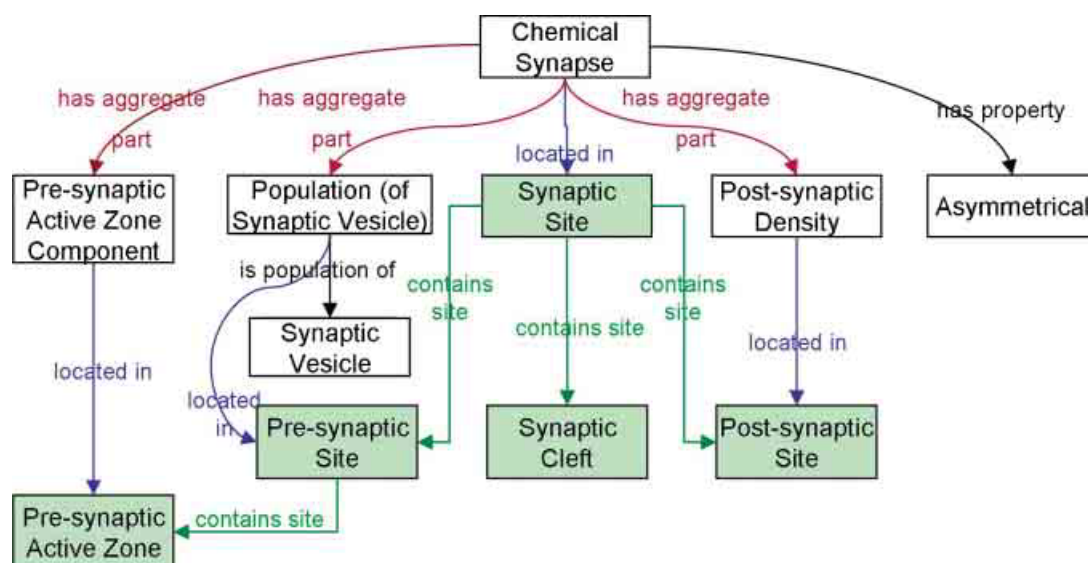 Chemical
Synapse
has aggregate
part
has aggregate
part
located in
has aggregate
part
has property
Pre-synaptic
Active Zone
Component
Population (of
Synaptic Vesicle)
Synaptic
Site
Post-synaptic
Density
Asymmetrical
is population of
contains
site
contains site
contains
site
Synaptic
Vesicle
located in
located in
located
in
Pre-synaptic
Site
Synaptic
Cleft
Post-synaptic
Site
Pre-synaptic
Active Zone
contains site